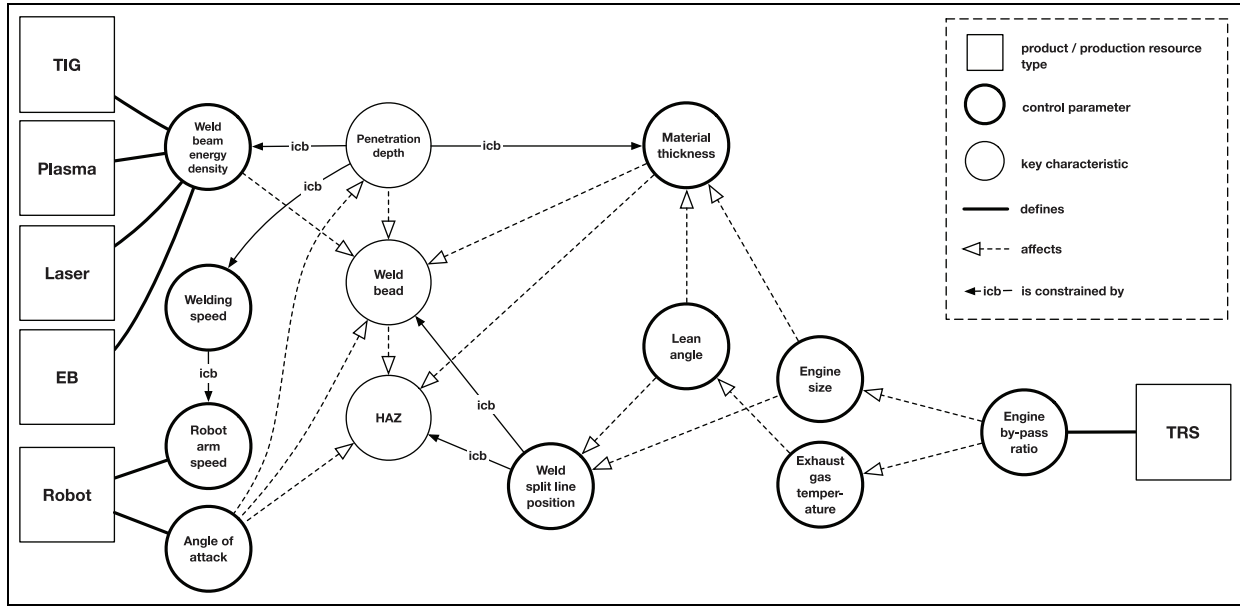 TIG
Plasma
Laser
EB
Robot
Weld
beam
energy
density
Penetration
depth
Material
thickness
icb
icb
icb
Welding
speed
icb
Robot
arm
speed
Angle of
attack
Weld
bead
HAZ
icb
icb
Weld
split line
position
Lean
angle
Engine
size
Exhaust
gas
temper-
ature
Engine
by-pass
ratio
TRS
product / production resource
type
control parameter
key characteristic
defines
affects
icb is constrained by